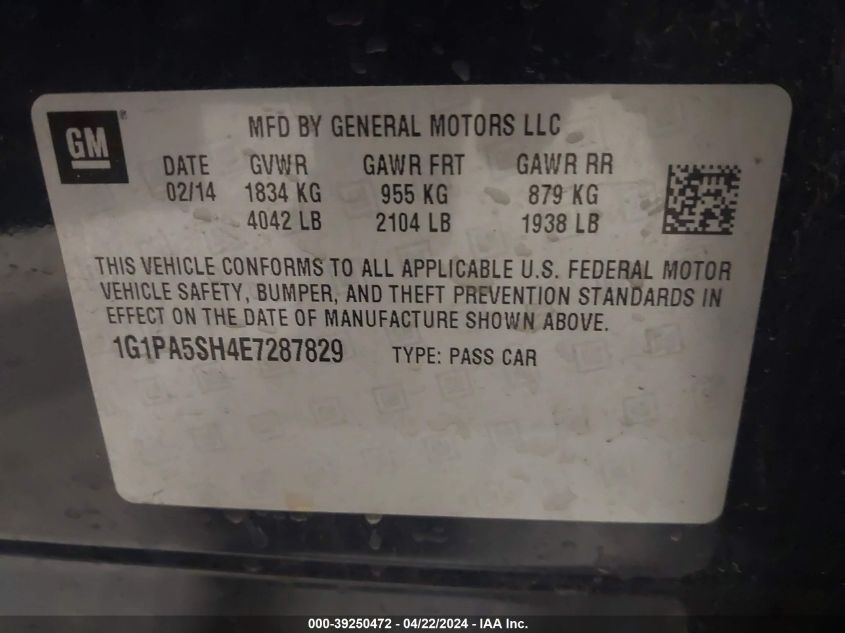 GM ®
MFD BY GENERAL MOTORS LLC
DATE GVWR GAWR FRT GAWR RR
02/14 1834 KG 955 KG 879 KG
4042 LB 2104 LB 1938 LB
THIS VEHICLE CONFORMS TO ALL APPLICABLE U.S. FEDERAL MOTOR
VEHICLE SAFETY, BUMPER, AND THEFT PREVENTION STANDARDS IN
EFFECT ON THE DATE OF MANUFACTURE SHOWN ABOVE.
1G1PA5SH4E7287829 TYPE: PASS CAR
000-39250472 - 04/22/2024 - IAA Inc.